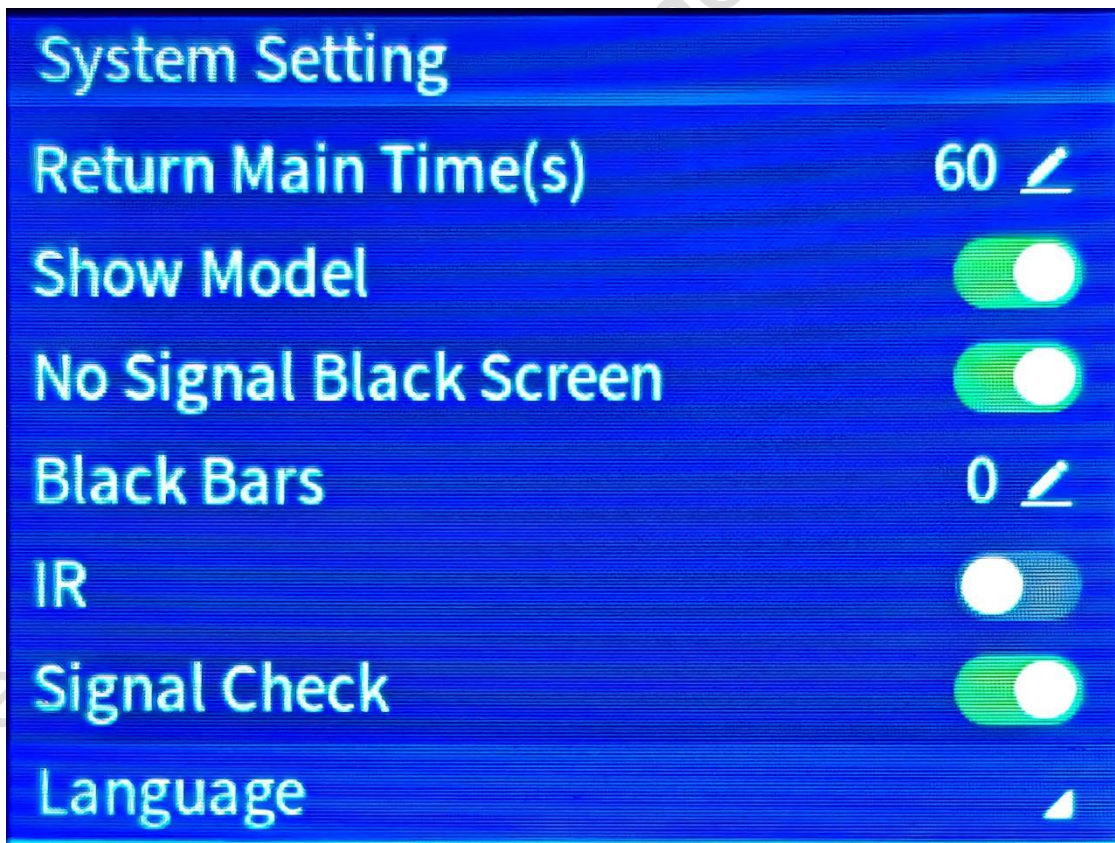 System Setting
Return Main Time(s) 60
Show Model
No Signal Black Screen
Black Bars 0
IR
Signal Check
Language